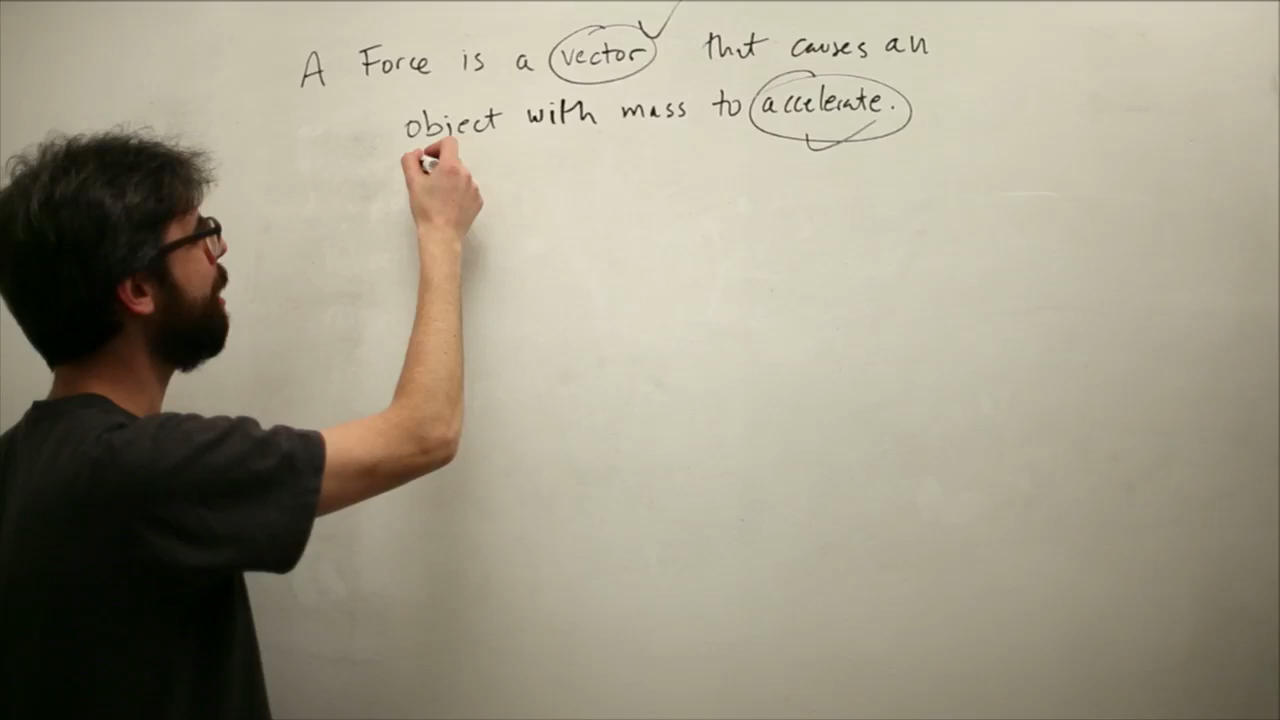 A Force is a vector that causes an
object with mass to accelerate.